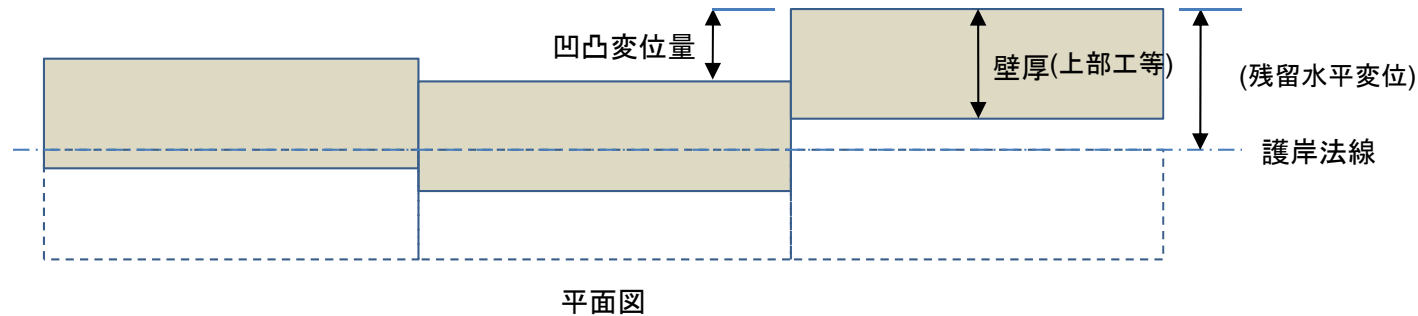 凹凸変位量
壁厚(上部工等)
(残留水平変位)
護岸法線
平面図